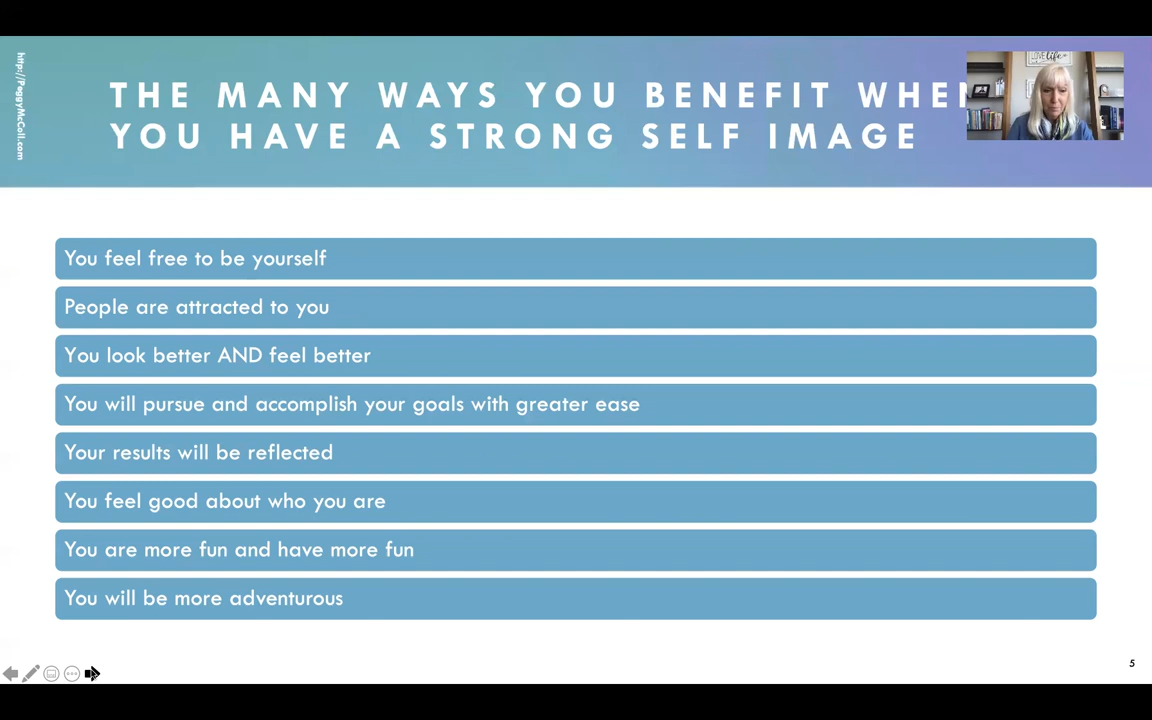 http://PeggyMcColl.com
THE MANY WAYS YOU BENEFIT WHEN
YOU HAVE A STRONG SELF IMAGE
life
You feel free to be yourself
People are attracted to you
You look better AND feel better
You will pursue and accomplish your goals with greater ease
Your results will be reflected
You feel good about who you are
You are more fun and have more fun
You will be more adventurous
5